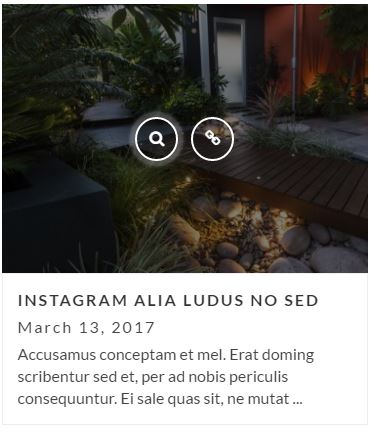 INSTAGRAM ALIA LUDUS NO SED
March 13, 2017
Accusamus conceptam et mel. Erat doming
scribentur sed et, per ad nobis periculis
consequuntur. Ei sale quas sit, ne mutat ...